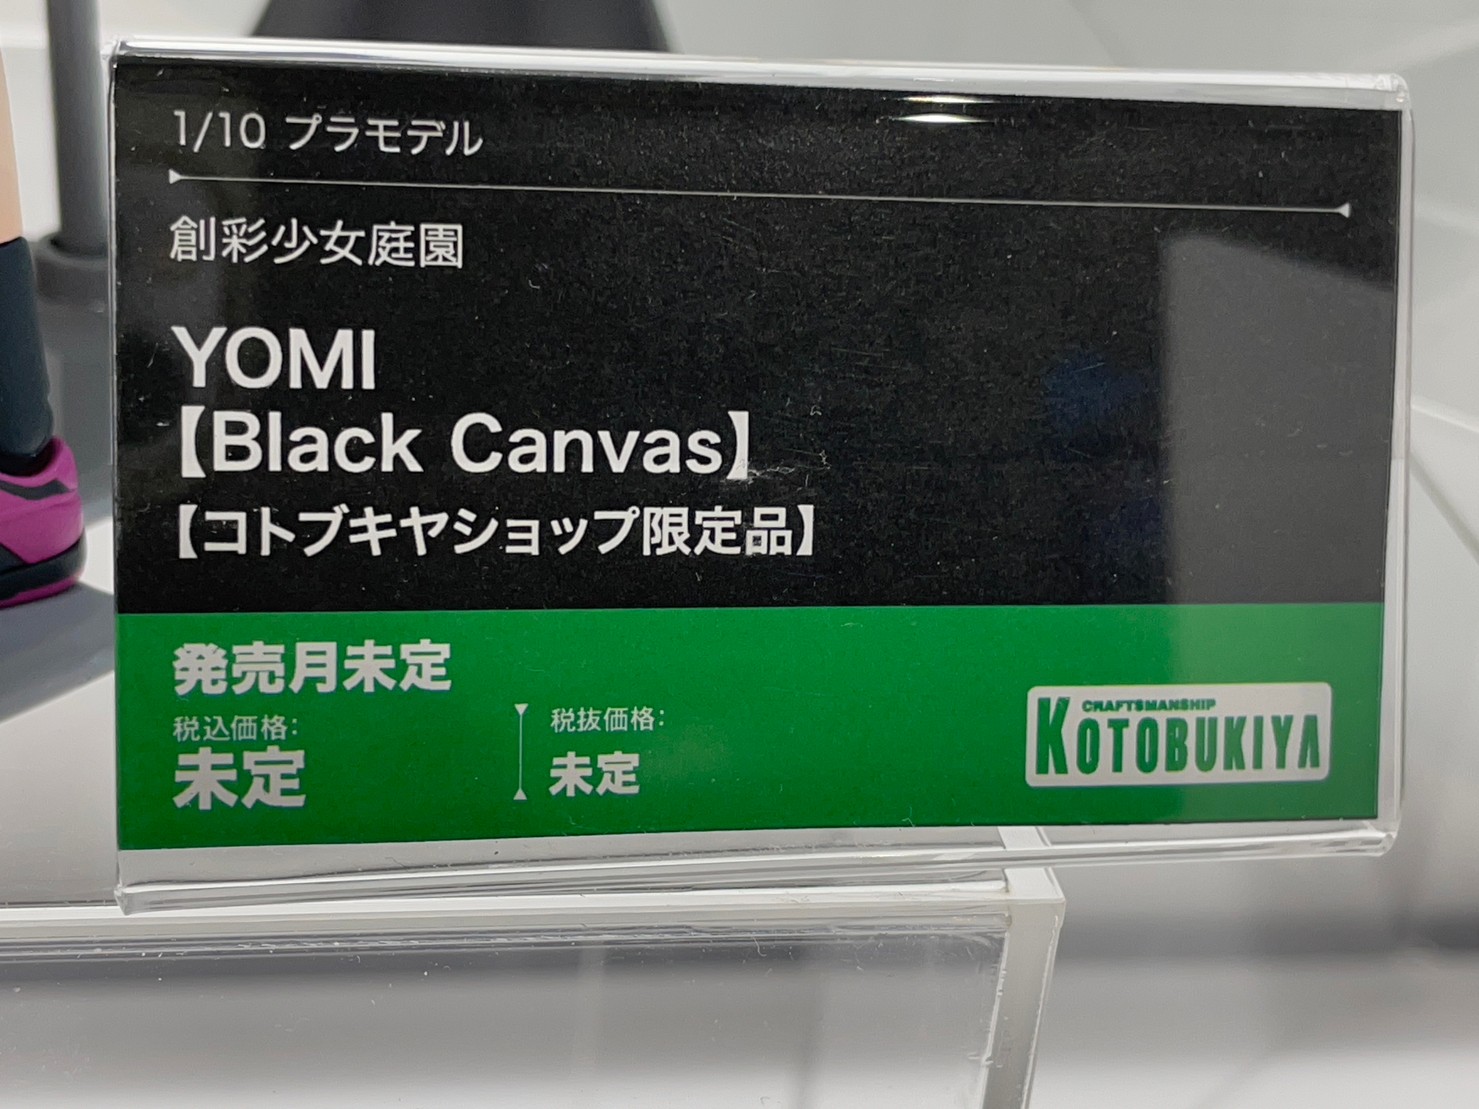 1/10 プラモデル
創彩少女庭園
YOMI
【Black Canvas】
【コトブキヤショップ限定品】
発売月未定
税込価格:
未定
税抜価格:
未定
CRAFTSMANSHIP
KOTOBUKIYA